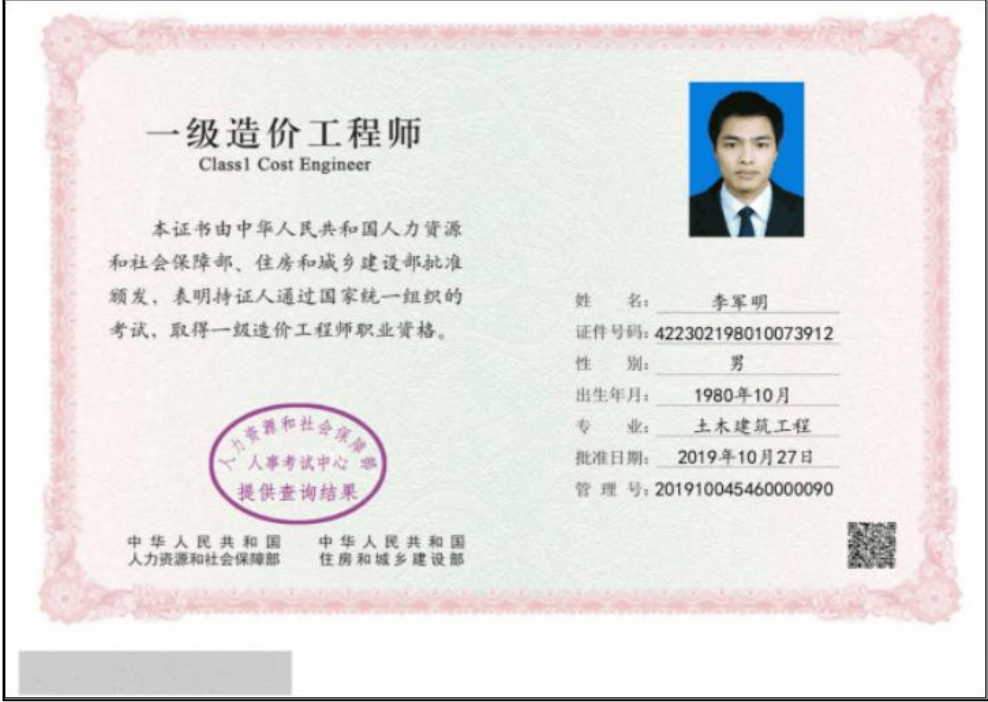 一级造价工程师
Class1 Cost Engineer
本证书由中华人民共和国人力资源
和社会保障部、住房和城乡建设部批准
颁发，表明持证人通过国家统一组织的
考试，取得一级造价工程师职业资格。
人力资源和社会保障部
人事考试中心
提供查询结果
中华人民共和国
人力资源和社会保障部
中华人民共和国
住房和城乡建设部
姓 名： 李军明
证件号码：422302198010073912
性 别： 男
出生年月： 1980年10月
专 业： 土木建筑工程
批准日期： 2019年10月27日
管 理 号：201910045460000090